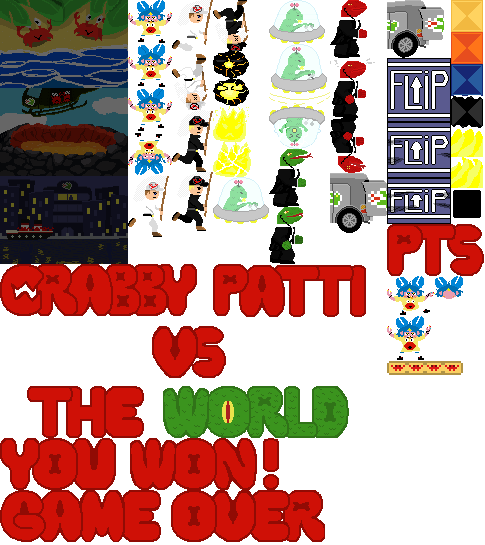 FLiP
FLiP
FLiP
PTS
CRABBY PATTI
VS
THE WORLD
YOU WON!
GAME OVER